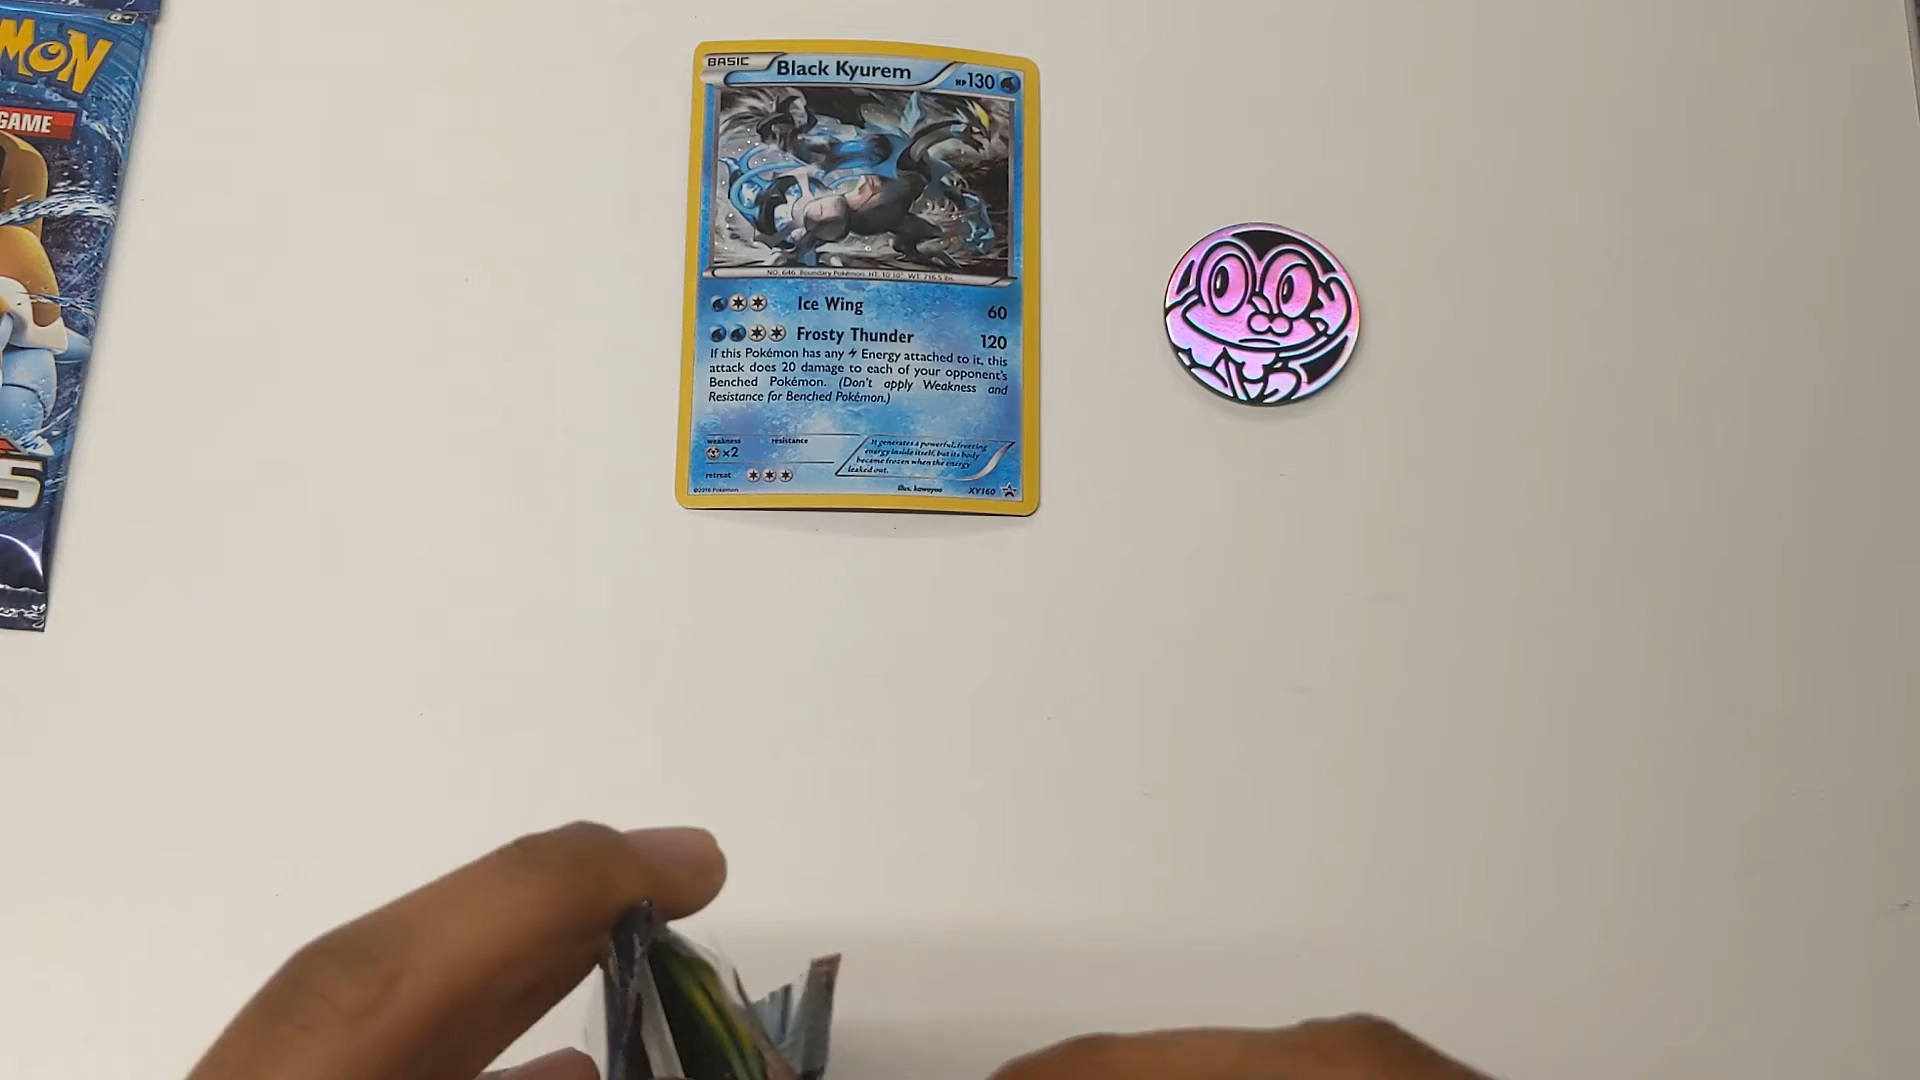 6+
MON
GAME
S
BASIC
Black Kyurem
HP130
NO. 646 Boundary Pokémon HT: 10'10" WT: 716.5 lbs.
Ice Wing 60
Frosty Thunder 120
If this Pokémon has any Energy attached to it, this
attack does 20 damage to each of your opponent's
Benched Pokémon. (Don't apply Weakness and
Resistance for Benched Pokémon.)
weakness resistance
×2
retreat
It generates a powerful, freezing
energy inside itself, but its body
became frozen when the energy
leaked out.
©2016 Pokémon
Illus. kawayoo
XY160